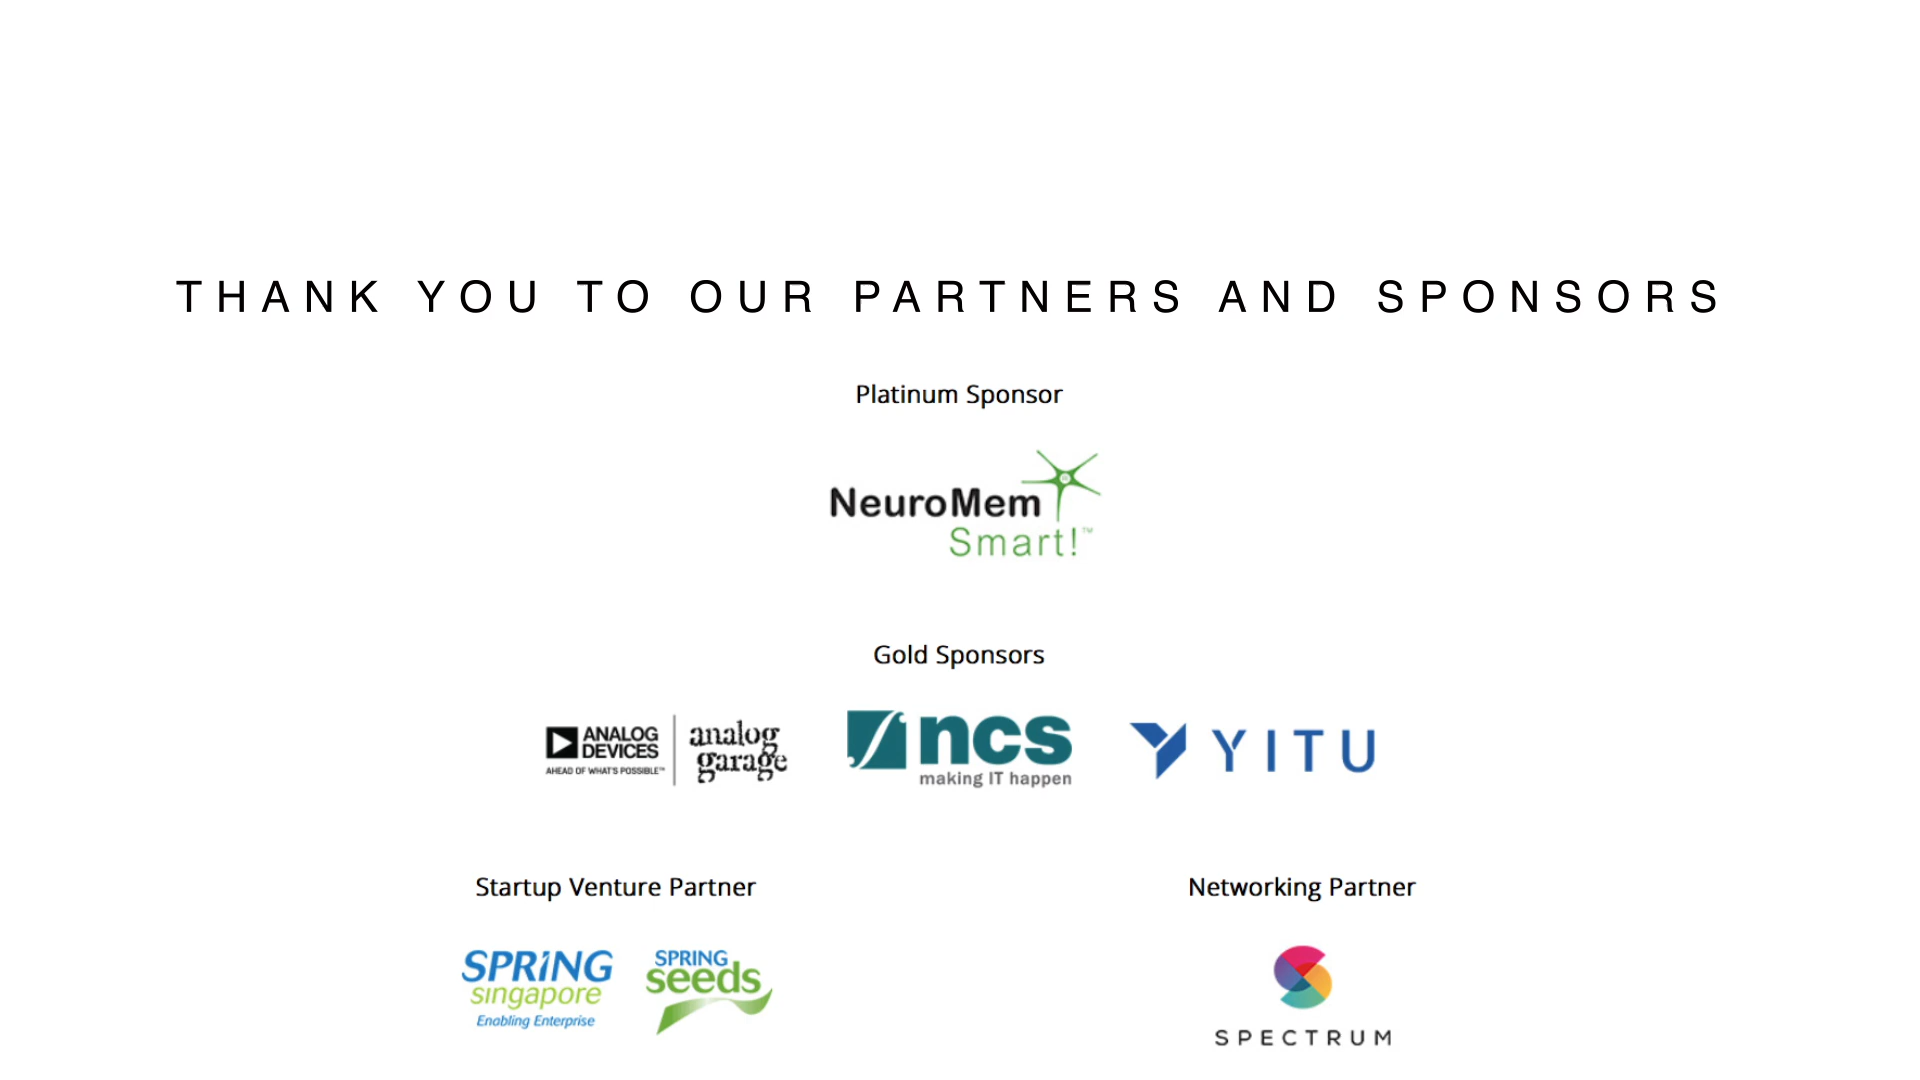 THANK YOU TO OUR PARTNERS AND SPONSORS
Platinum Sponsor
NeuroMem
Smart!™
Gold Sponsors
ANALOG
DEVICES
AHEAD OF WHAT'S POSSIBLE™
analog
garage
ncs
making IT happen
YITU
Startup Venture Partner
Networking Partner
SPRING
singapore
Enabling Enterprise
SPRING
seeds
SPECTRUM